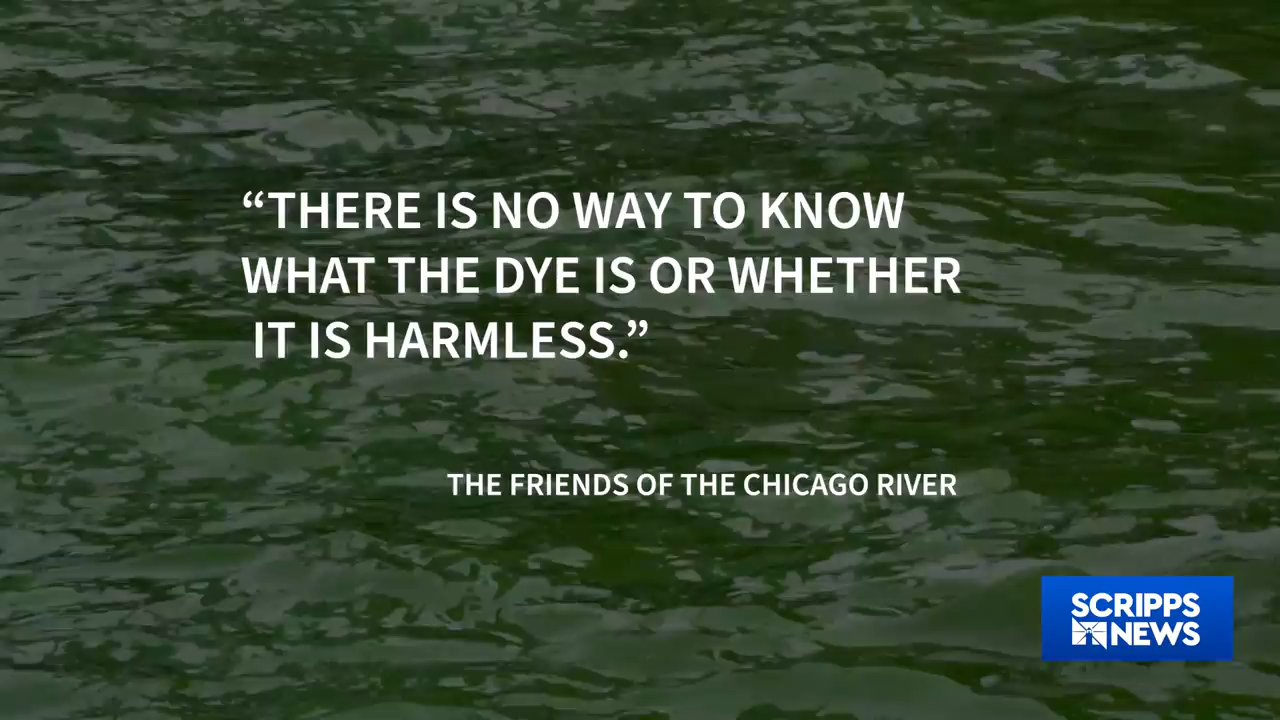 “THERE IS NO WAY TO KNOW
WHAT THE DYE IS OR WHETHER
IT IS HARMLESS.”
THE FRIENDS OF THE CHICAGO RIVER
SCRIPPS
NEWS